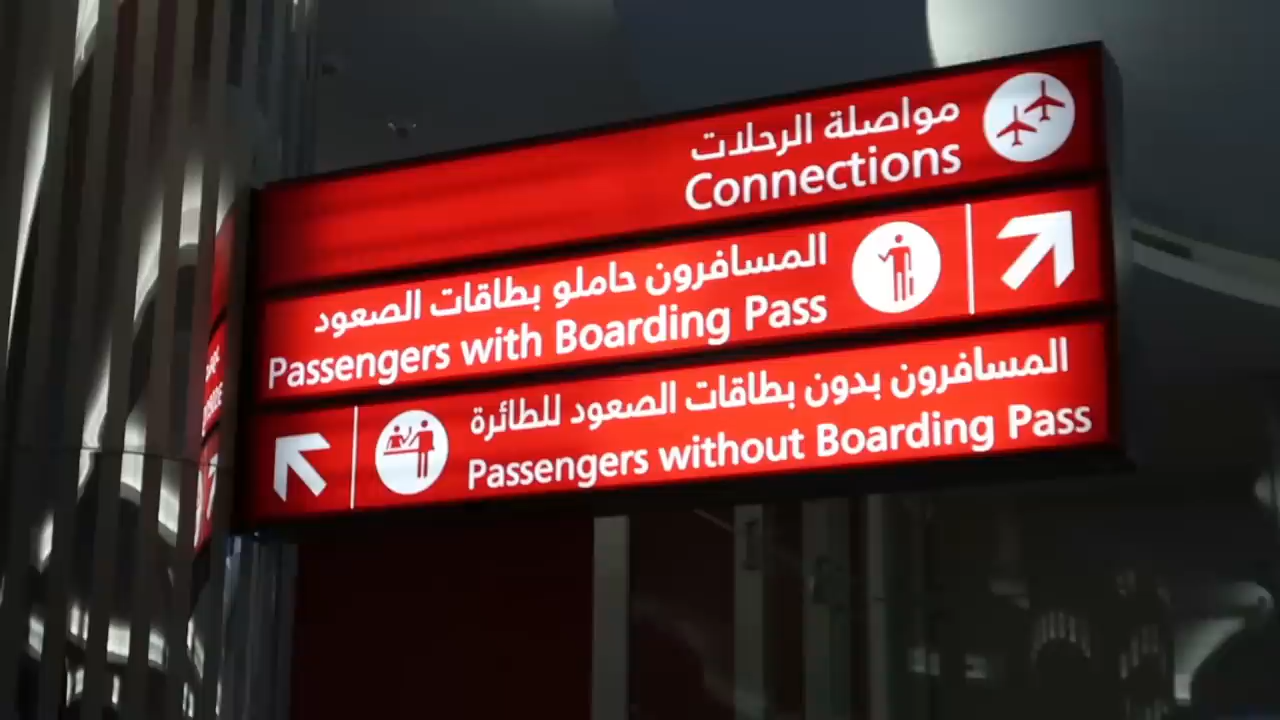 مواصلة الرحلات
Connections
المسافرون حاملو بطاقات الصعود
Passengers with Boarding Pass
المسافرون بدون بطاقات الصعود للطائرة
Passengers without Boarding Pass